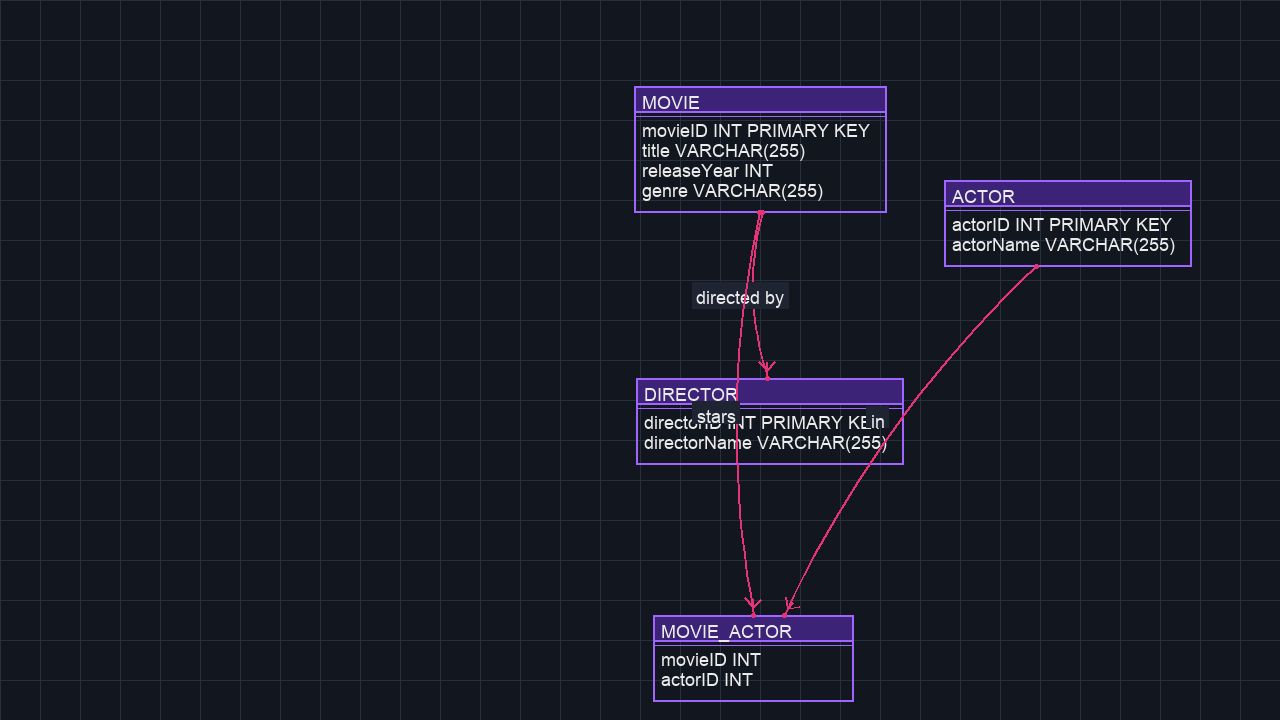 MOVIE
movieID INT PRIMARY KEY
title VARCHAR(255)
releaseYear INT
genre VARCHAR(255)
ACTOR
actorID INT PRIMARY KEY
actorName VARCHAR(255)
directed by
DIRECTOR
stars
in
directorID INT PRIMARY KEY
directorName VARCHAR(255)
MOVIE_ACTOR
movieID INT
actorID INT